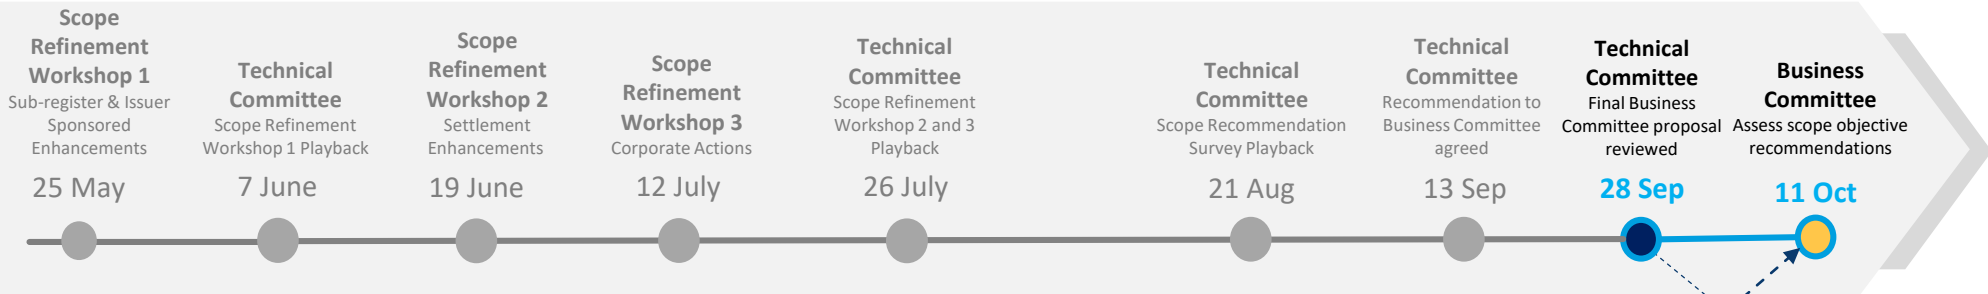 Scope
Refinement
Workshop 1
Sub-register & Issuer
Sponsored
Enhancements
25 May
Technical
Committee
Scope Refinement
Workshop 1 Playback
7 June
Scope
Refinement
Workshop 2
Settlement
Enhancements
19 June
Scope
Refinement
Workshop 3
Corporate Actions
12 July
Technical
Committee
Scope Refinement
Workshop 2 and 3
Playback
26 July
Technical
Committee
Scope Recommendation
Survey Playback
21 Aug
Technical
Committee
Recommendation to
Business Committee
agreed
13 Sep
Technical
Committee
Final Business
Committee proposal
reviewed
28 Sep
Business
Committee
Assess scope objective
recommendations
11 Oct